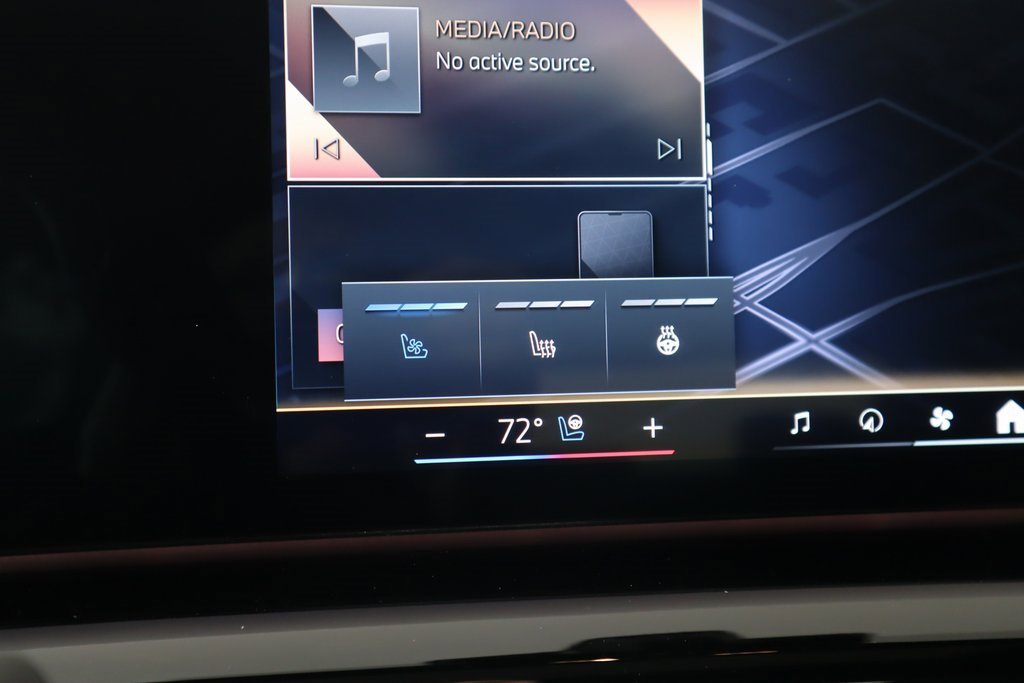 MEDIA/RADIO
No active source.
72°